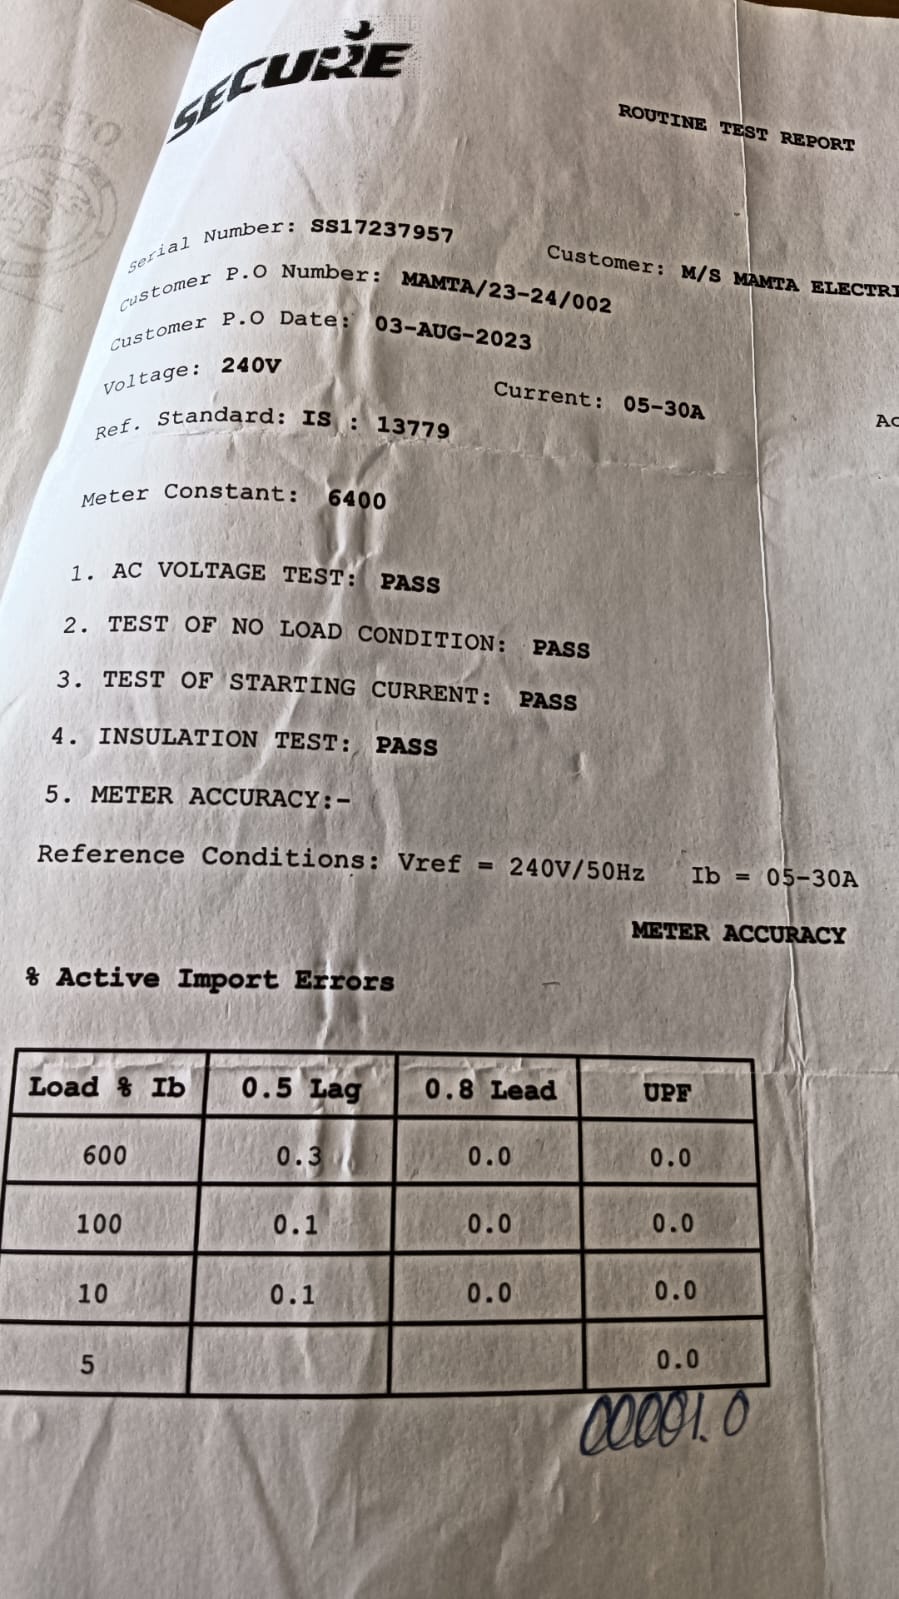 SECURE
ROUTINE TEST REPORT
Serial Number: SS17237957
Customer: M/S MAMTA ELECTRI
Customer P.O Number: MAMTA/23-24/002
Customer P.O Date: 03-AUG-2023
Voltage: 240V
Current: 05-30A
Ac
Ref. Standard: IS : 13779
Meter Constant: 6400
1. AC VOLTAGE TEST: PASS
2. TEST OF NO LOAD CONDITION: PASS
3. TEST OF STARTING CURRENT: PASS
4. INSULATION TEST: PASS
5. METER ACCURACY:-
Reference Conditions: Vref = 240V/50Hz Ib = 05-30A
METER ACCURACY
% Active Import Errors
Load % Ib 0.5 Lag 0.8 Lead UPF
600 0.3 0.0 0.0
100 0.1 0.0 0.0
10 0.1 0.0 0.0
5 0.0
00001.0